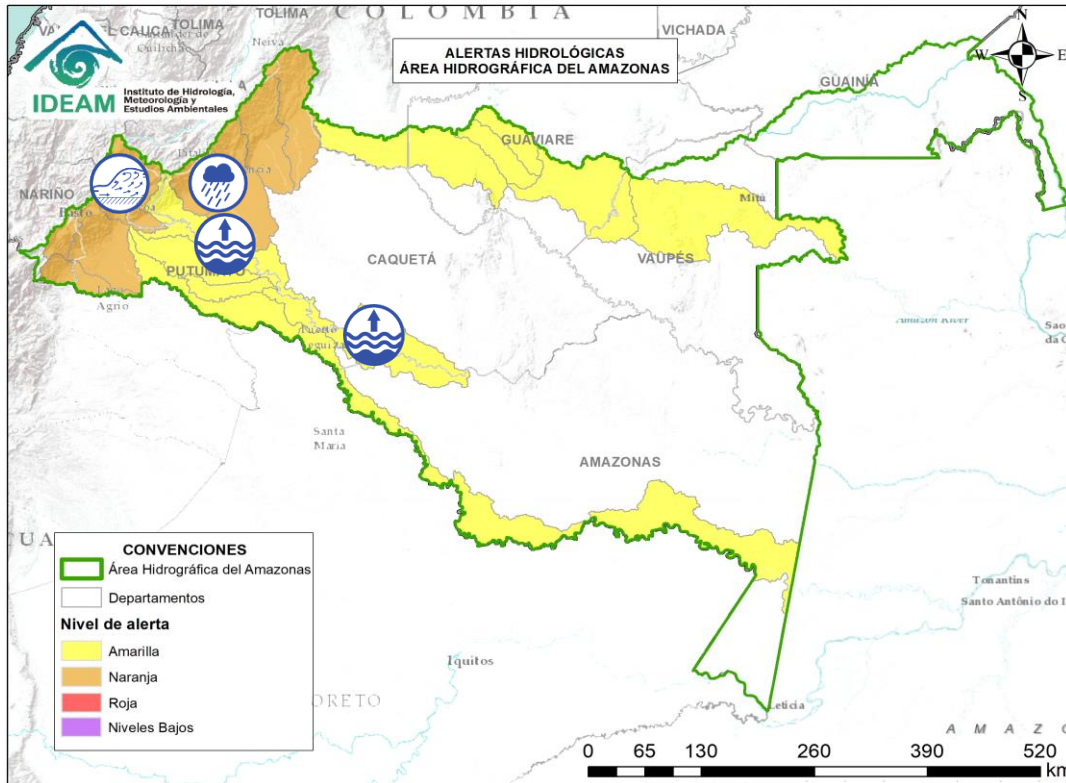 COLOMBIA
TOLIMA
TOLIMA
CAUCA
VICHADA
Neiva
ALERTAS HIDROLÓGICAS
ÁREA HIDROGRÁFICA DEL AMAZONAS
N
W
E
S
GUAINÍA
IDEAM
Instituto de Hidrología,
Meteorología y
Estudios Ambientales
GUAVIARE
NARIÑO
Mitú
CAQUETÁ
VAUPÉS
PUTUMAYO
Agrio
Amazon River
Puerto
Santa
Maria
AMAZONAS
CONVENCIONES
Área Hidrográfica del Amazonas
Departamentos
Nivel de alerta
Amarilla
Naranja
Roja
Niveles Bajos
Tonantins
Santo Antônio do I
Iquitos
ORETO
Leticia
A M A Z O
0 65 130 260 390 520
km